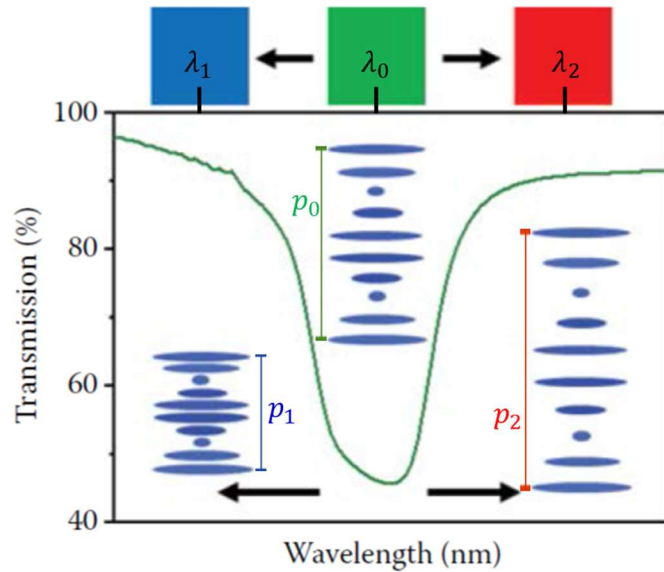 λ₁
λ₀
λ₂
100
80
60
40
Transmission (%)
p₀
p₁
p₂
Wavelength (nm)